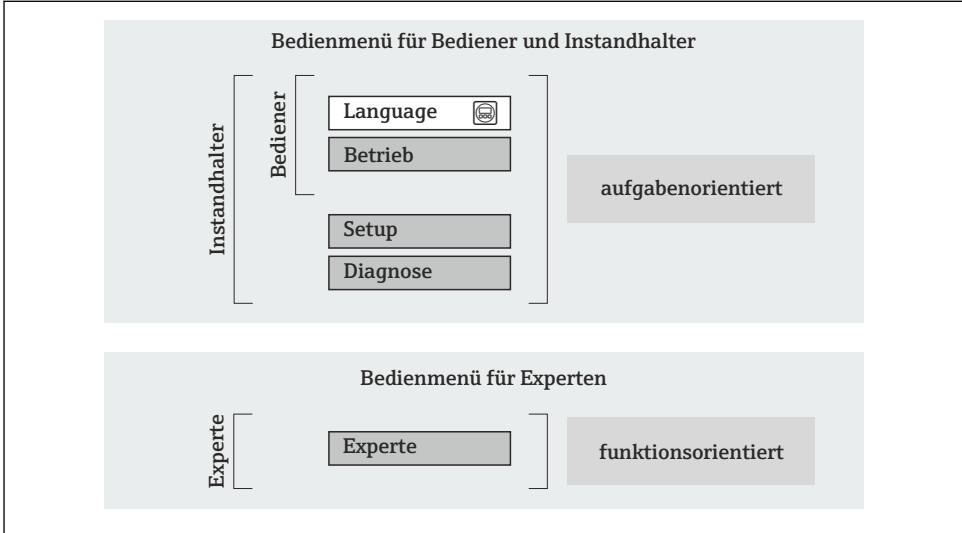 Bedienmenü für Bediener und Instandhalter
Instandhalter
Bediener
Language
Betrieb
Setup
Diagnose
aufgabenorientiert
Bedienmenü für Experten
Experte
Experte
funktionsorientiert